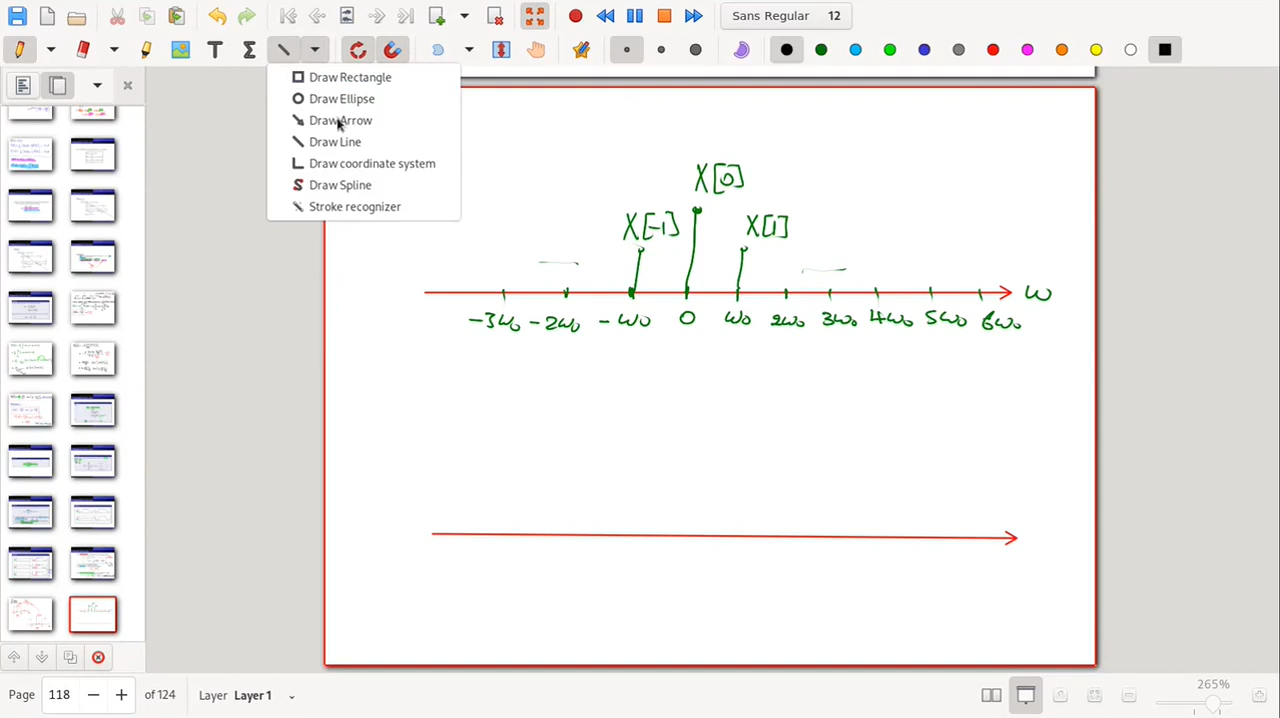 Sans Regular 12
Draw Rectangle
Draw Ellipse
Draw Arrow
Draw Line
Draw coordinate system
Draw Spline
Stroke recognizer
X[0]
X[-1] X[1]
ω
-3ω₀ -2ω₀ -ω₀ 0 ω₀ 2ω₀ 3ω₀ 4ω₀ 5ω₀ 6ω₀
Page 118 of 124 Layer Layer 1 265%